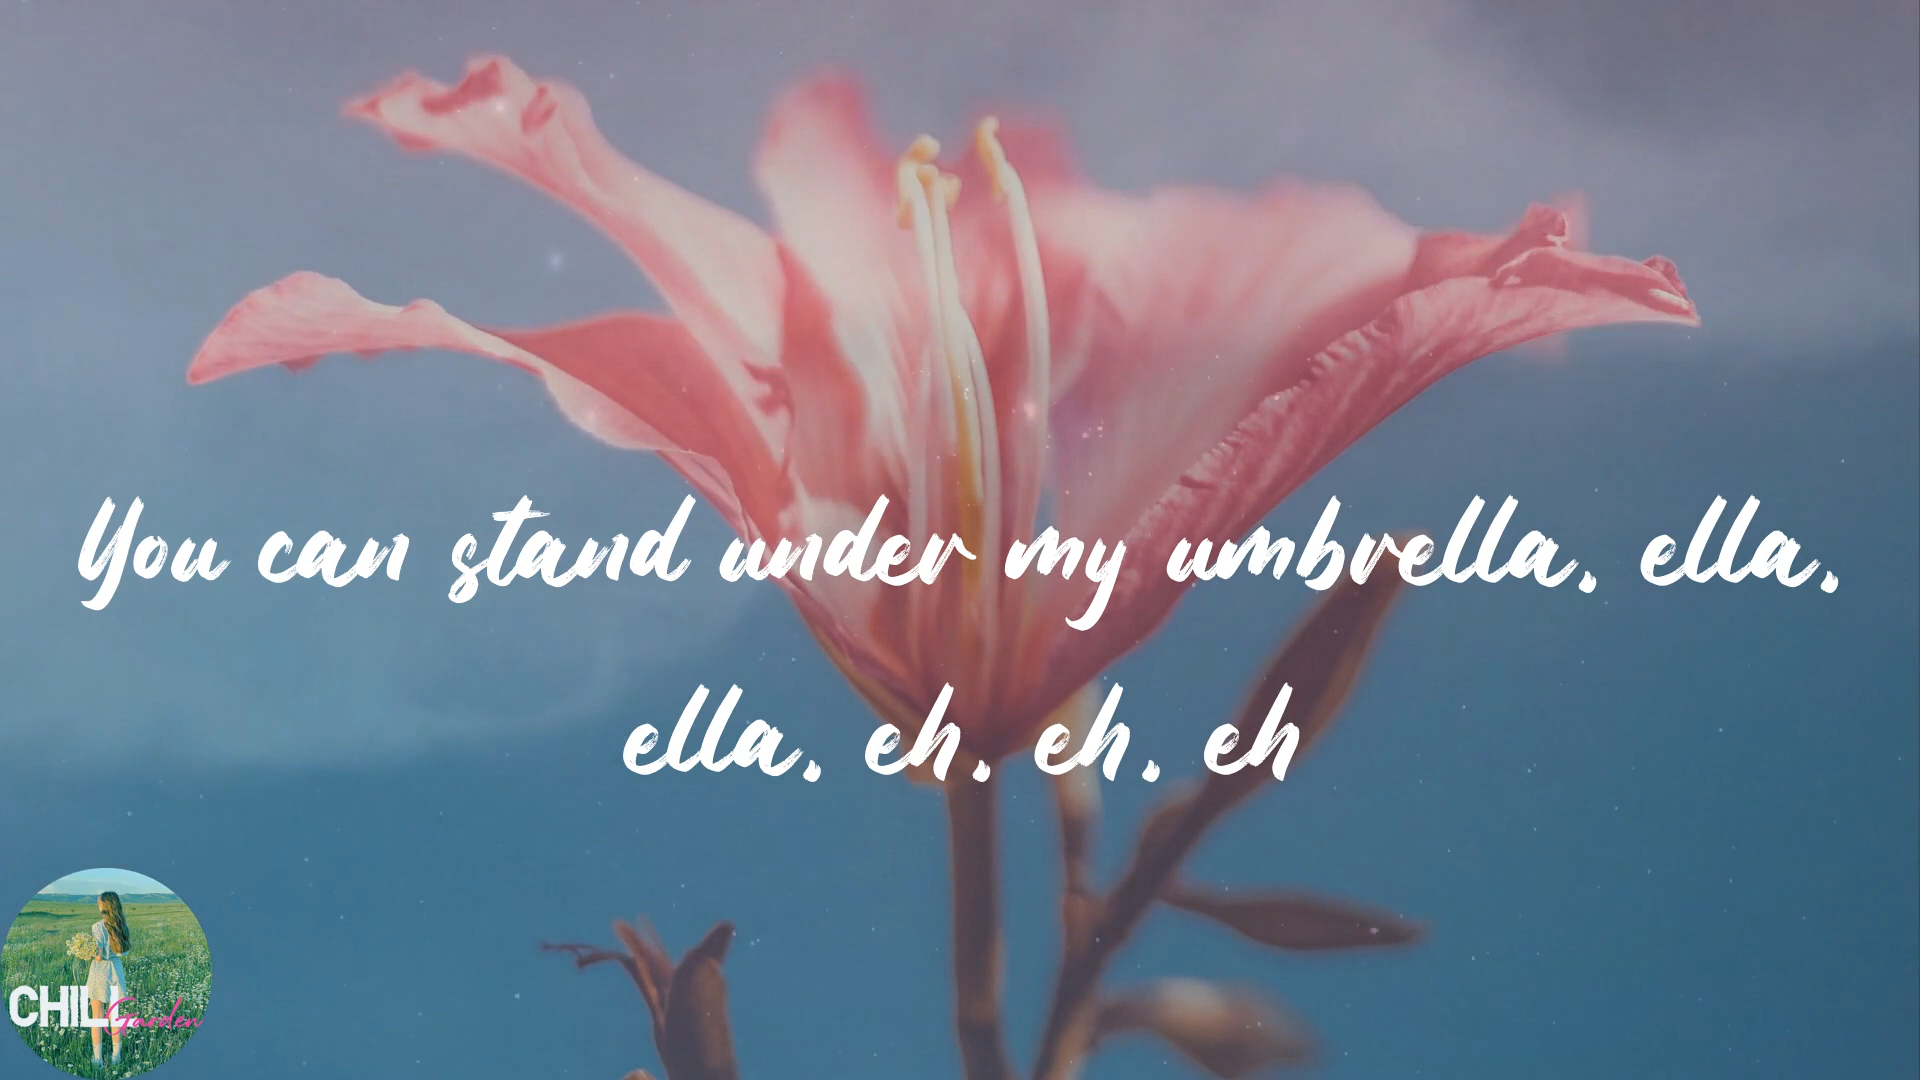 You can stand under my umbrella, ella,
ella, eh, eh, eh
CHILL Garden